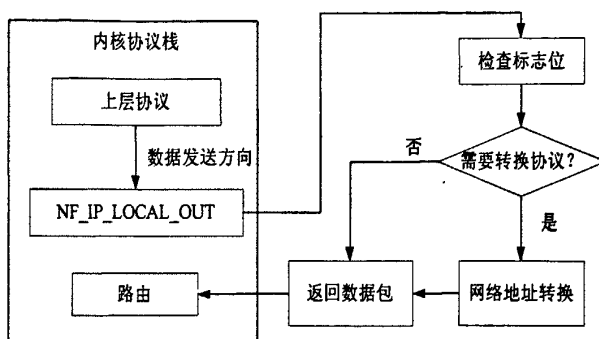 内核协议栈
上层协议
数据发送方向
NF_IP_LOCAL_OUT
路由
检查标志位
需要转换协议?
否
是
返回数据包
网络地址转换